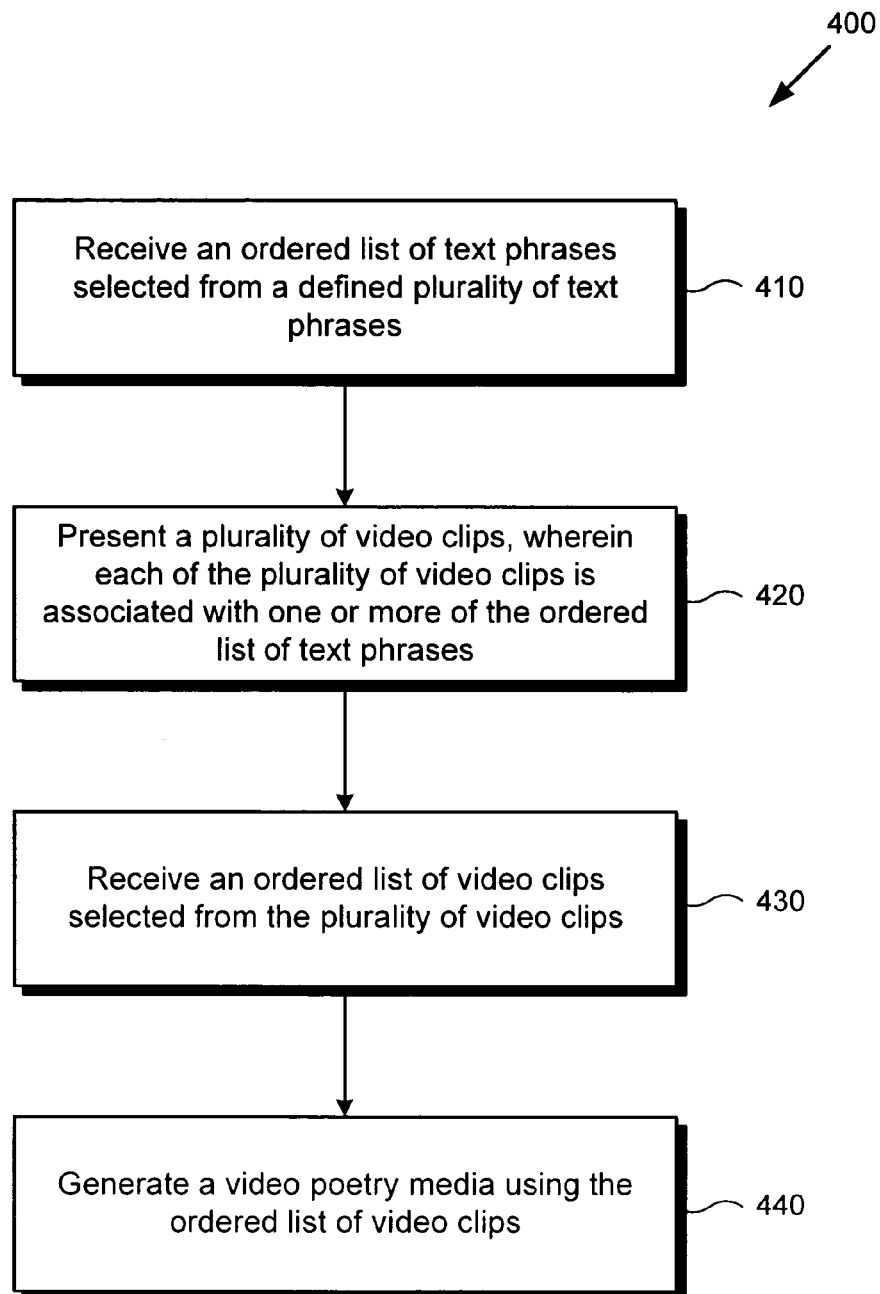 400
Receive an ordered list of text phrases
selected from a defined plurality of text
phrases
410
Present a plurality of video clips, wherein
each of the plurality of video clips is
associated with one or more of the ordered
list of text phrases
420
Receive an ordered list of video clips
selected from the plurality of video clips
430
Generate a video poetry media using the
ordered list of video clips
440